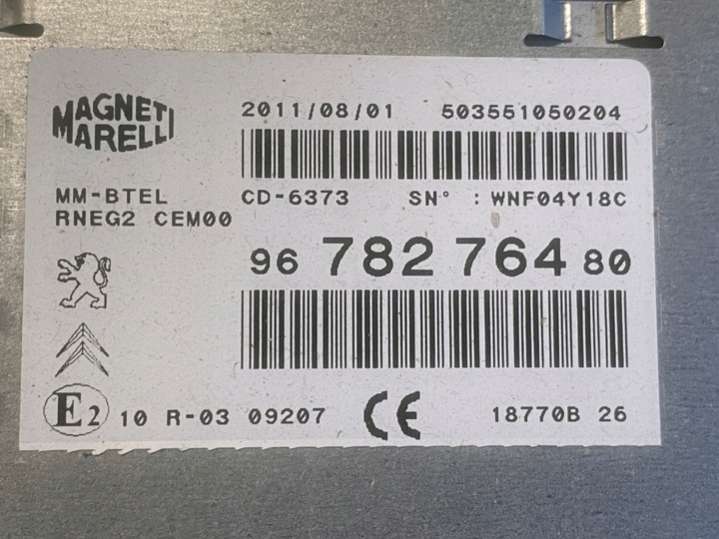 MAGNETI
MARELLI
2011/08/01 503551050204
MM-BTEL
RNEG2 CEM00
CD-6373 SN° : WNF04Y18C
96 782 764 80
E2 10 R-03 09207 CE 18770B 26